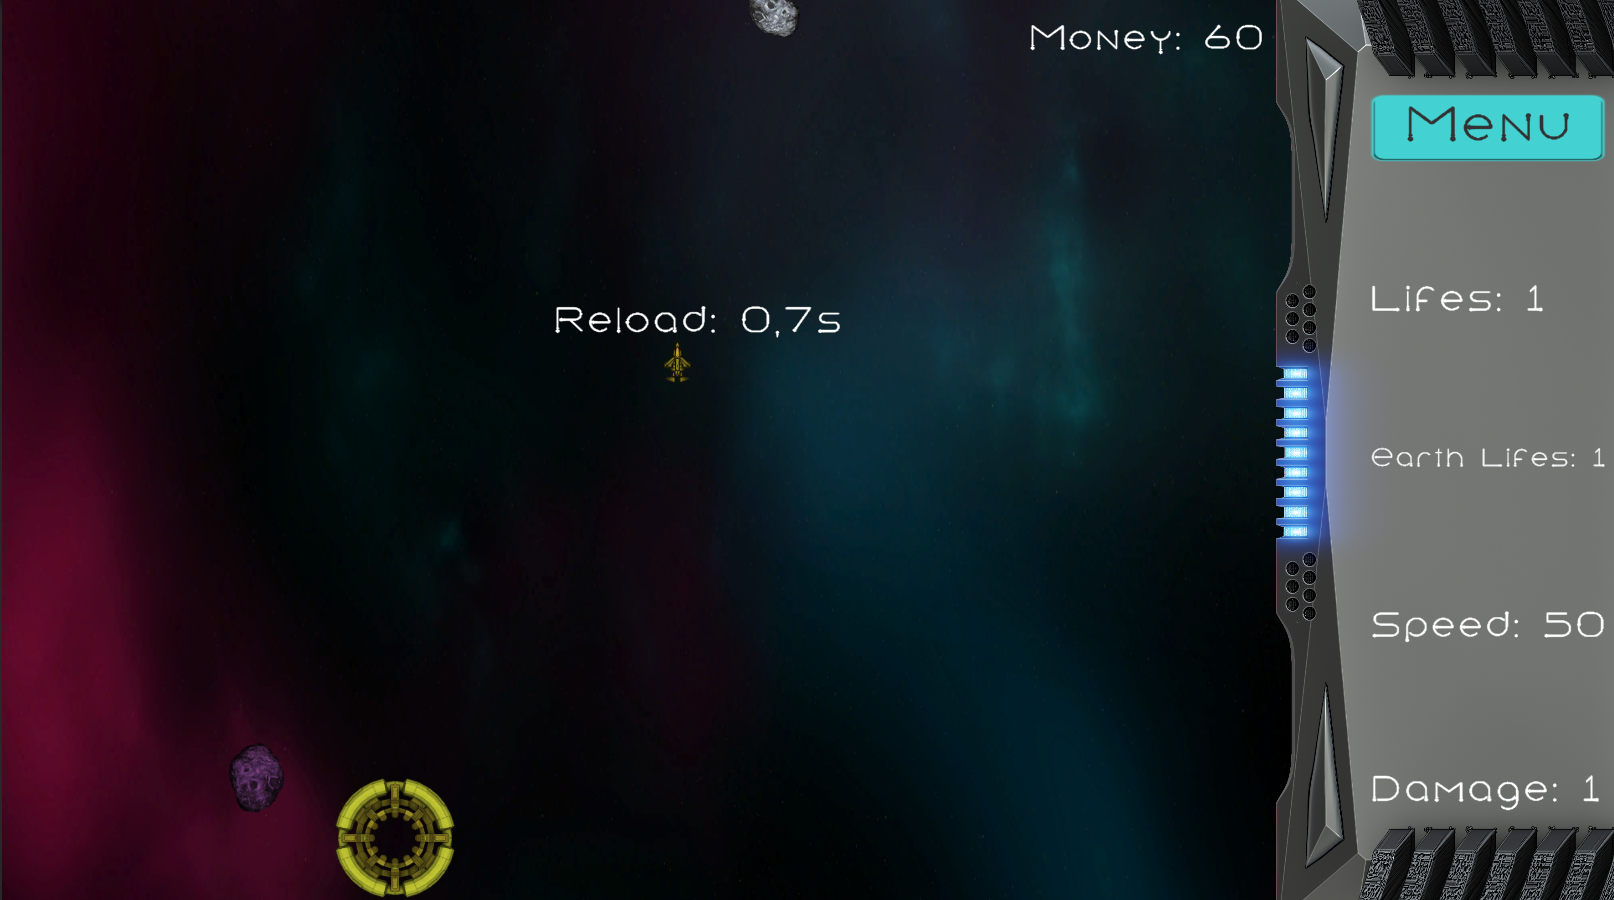 Money: 60
Menu
Lifes: 1
Reload: 0,7s
Earth Lifes: 1
Speed: 50
Damage: 1